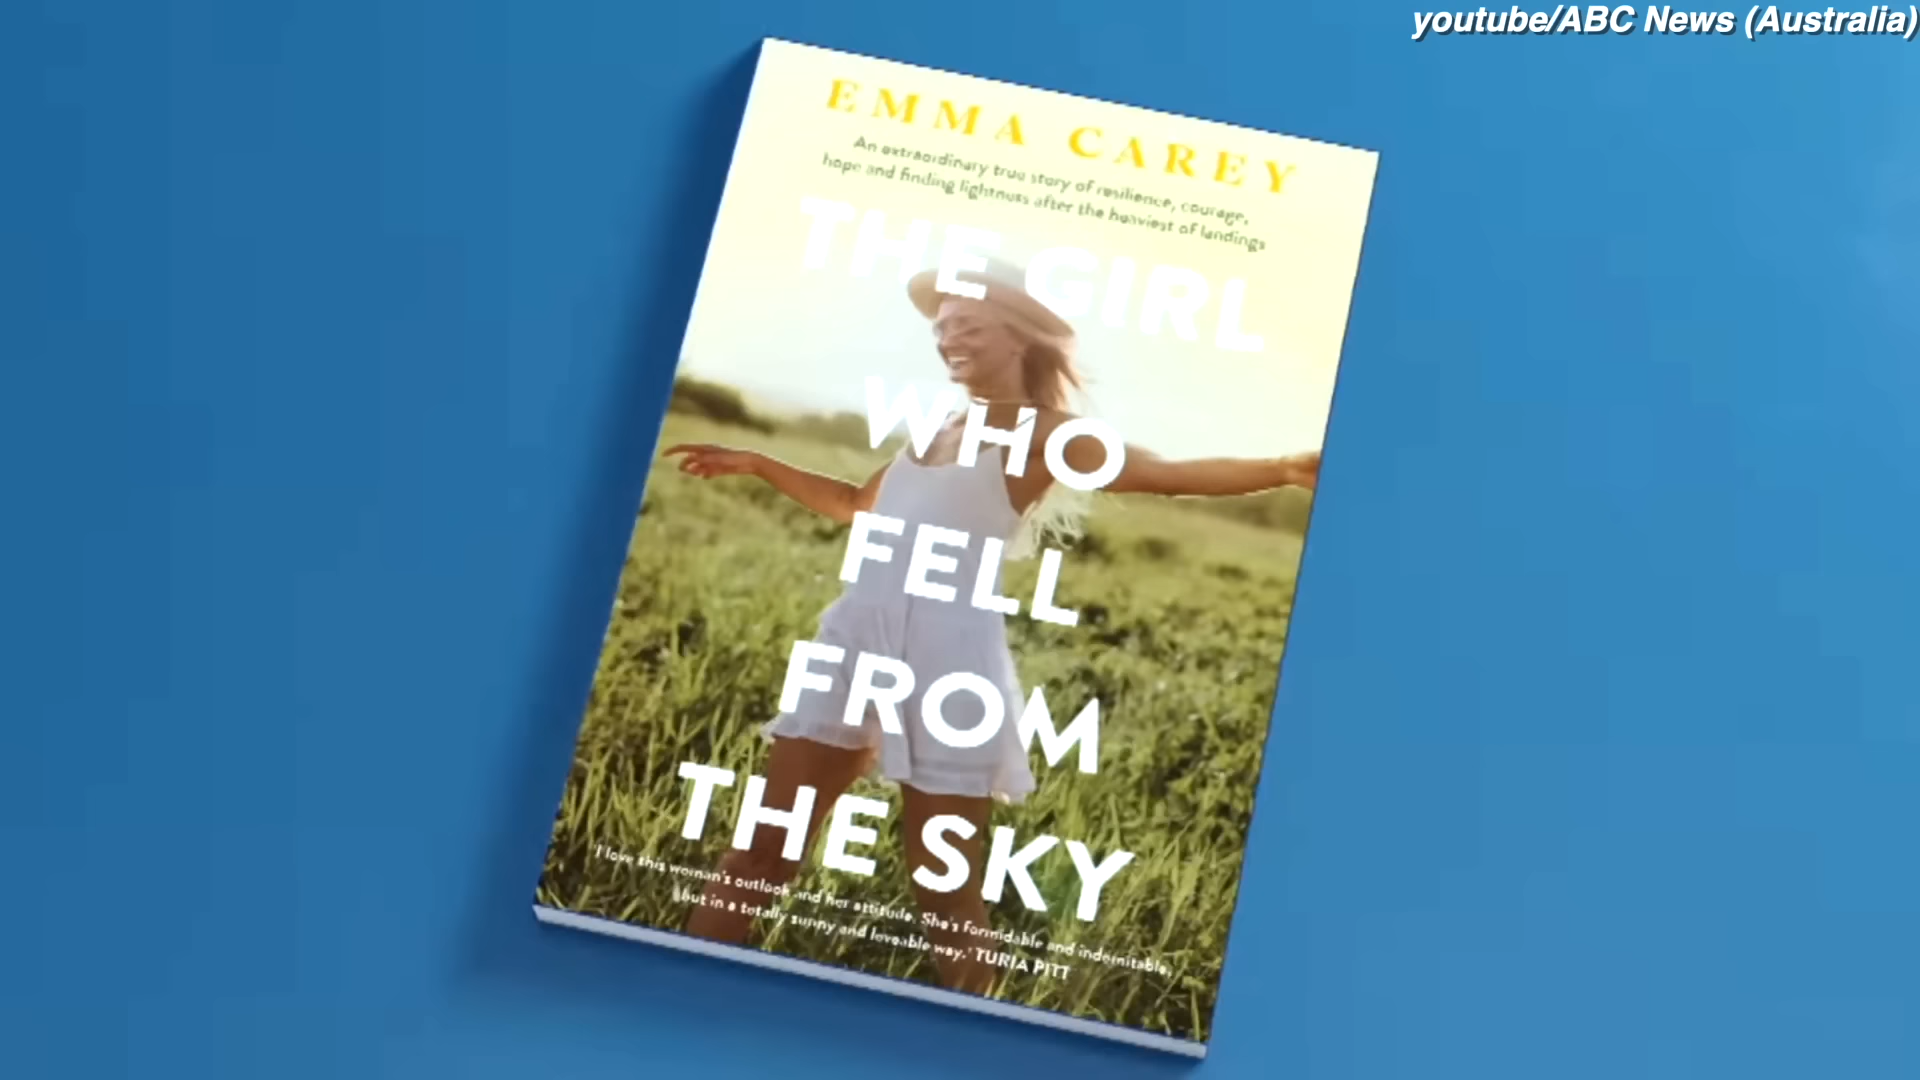 youtube/ABC News (Australia)
EMMA CAREY
An extraordinary true story of resilience, courage,
hope and finding lightness after the heaviest of landings
THE GIRL
WHO
FELL
FROM
THE SKY
'I love this woman's outlook and her attitude. She's formidable and indomitable,
but in a totally sunny and loveable way.' TURIA PITT